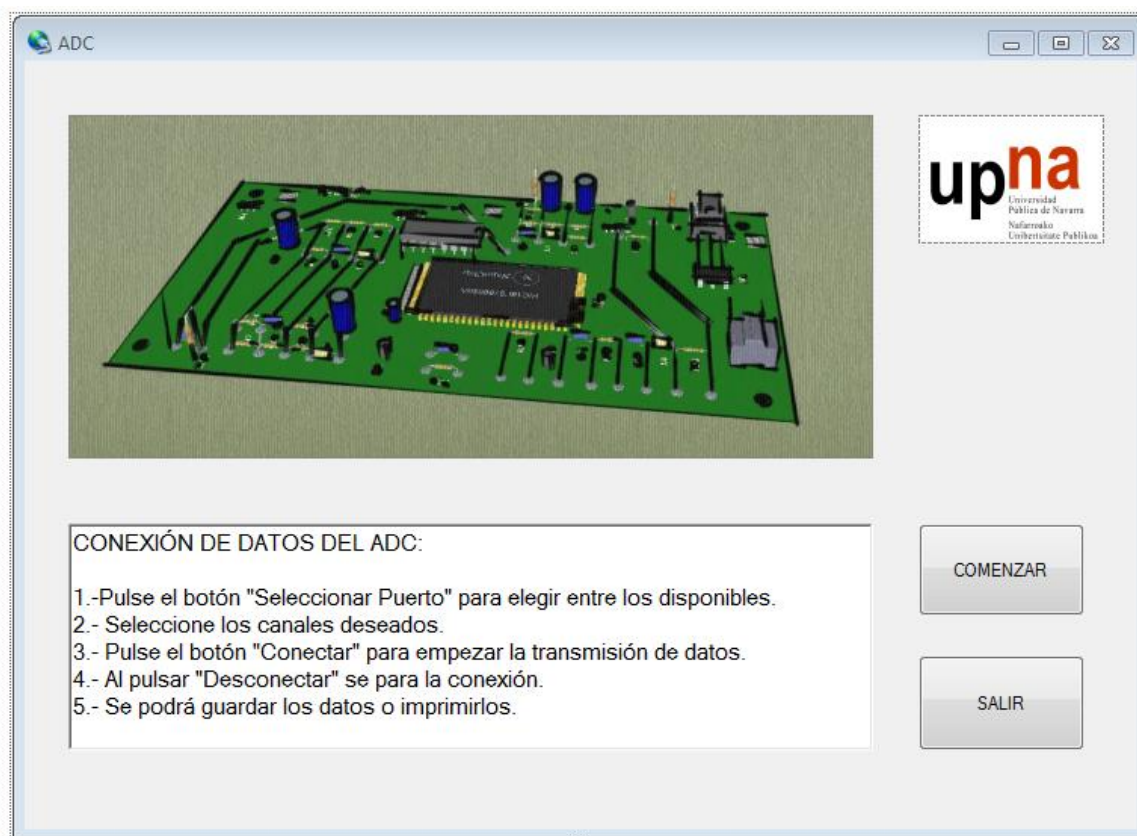 ADC
upna
Universidad
Pública de Navarra
Nafarroako
Unibertsitate Publikoa
CONEXIÓN DE DATOS DEL ADC:
1.-Pulse el botón "Seleccionar Puerto" para elegir entre los disponibles.
2.- Seleccione los canales deseados.
3.- Pulse el botón "Conectar" para empezar la transmisión de datos.
4.- Al pulsar "Desconectar" se para la conexión.
5.- Se podrá guardar los datos o imprimirlos.
COMENZAR
SALIR